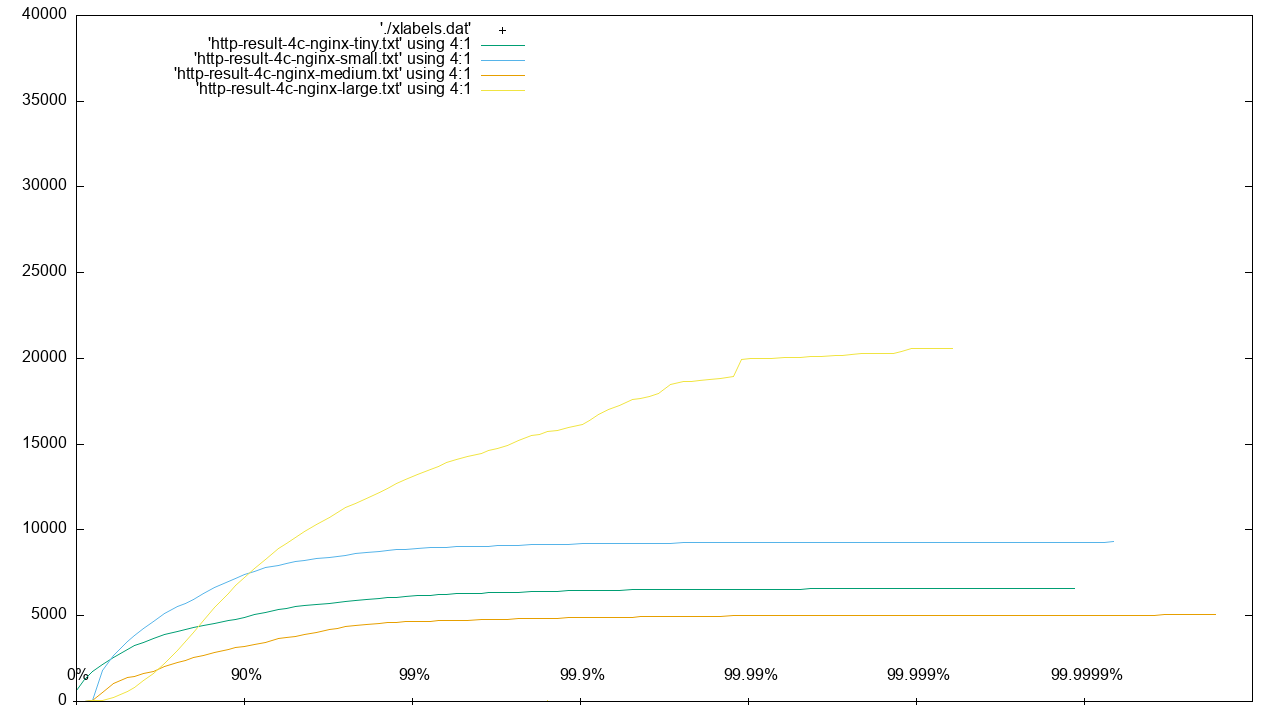 40000
'./xlabels.dat'
'http-result-4c-nginx-tiny.txt' using 4:1
'http-result-4c-nginx-small.txt' using 4:1
'http-result-4c-nginx-medium.txt' using 4:1
'http-result-4c-nginx-large.txt' using 4:1
35000
30000
25000
20000
15000
10000
5000
0% 90% 99% 99.9% 99.99% 99.999% 99.9999%
0